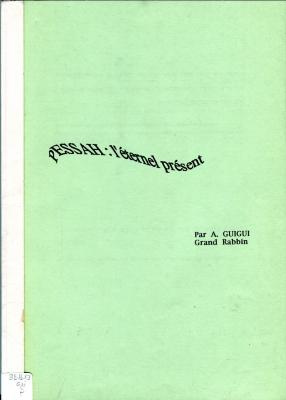 PESSAH : l'éternel présent
Par A. GUIGUI
Grand Rabbin